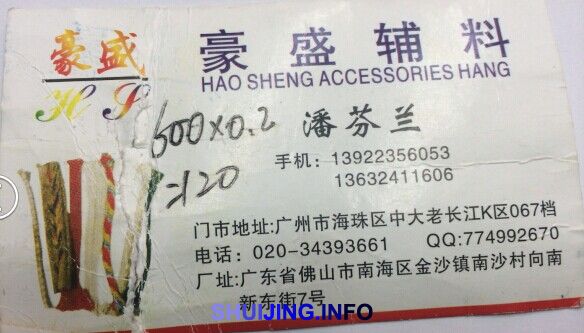 豪盛
HS
豪盛辅料
HAO SHENG ACCESSORIES HANG
600×0.2
=120
潘芬兰
手机：13922356053
13632411606
门市地址:广州市海珠区中大老长江K区067档
电话：020-34393661 QQ:774992670
厂址:广东省佛山市南海区金沙镇南沙村向南
新东街7号
SHUIJING.INFO